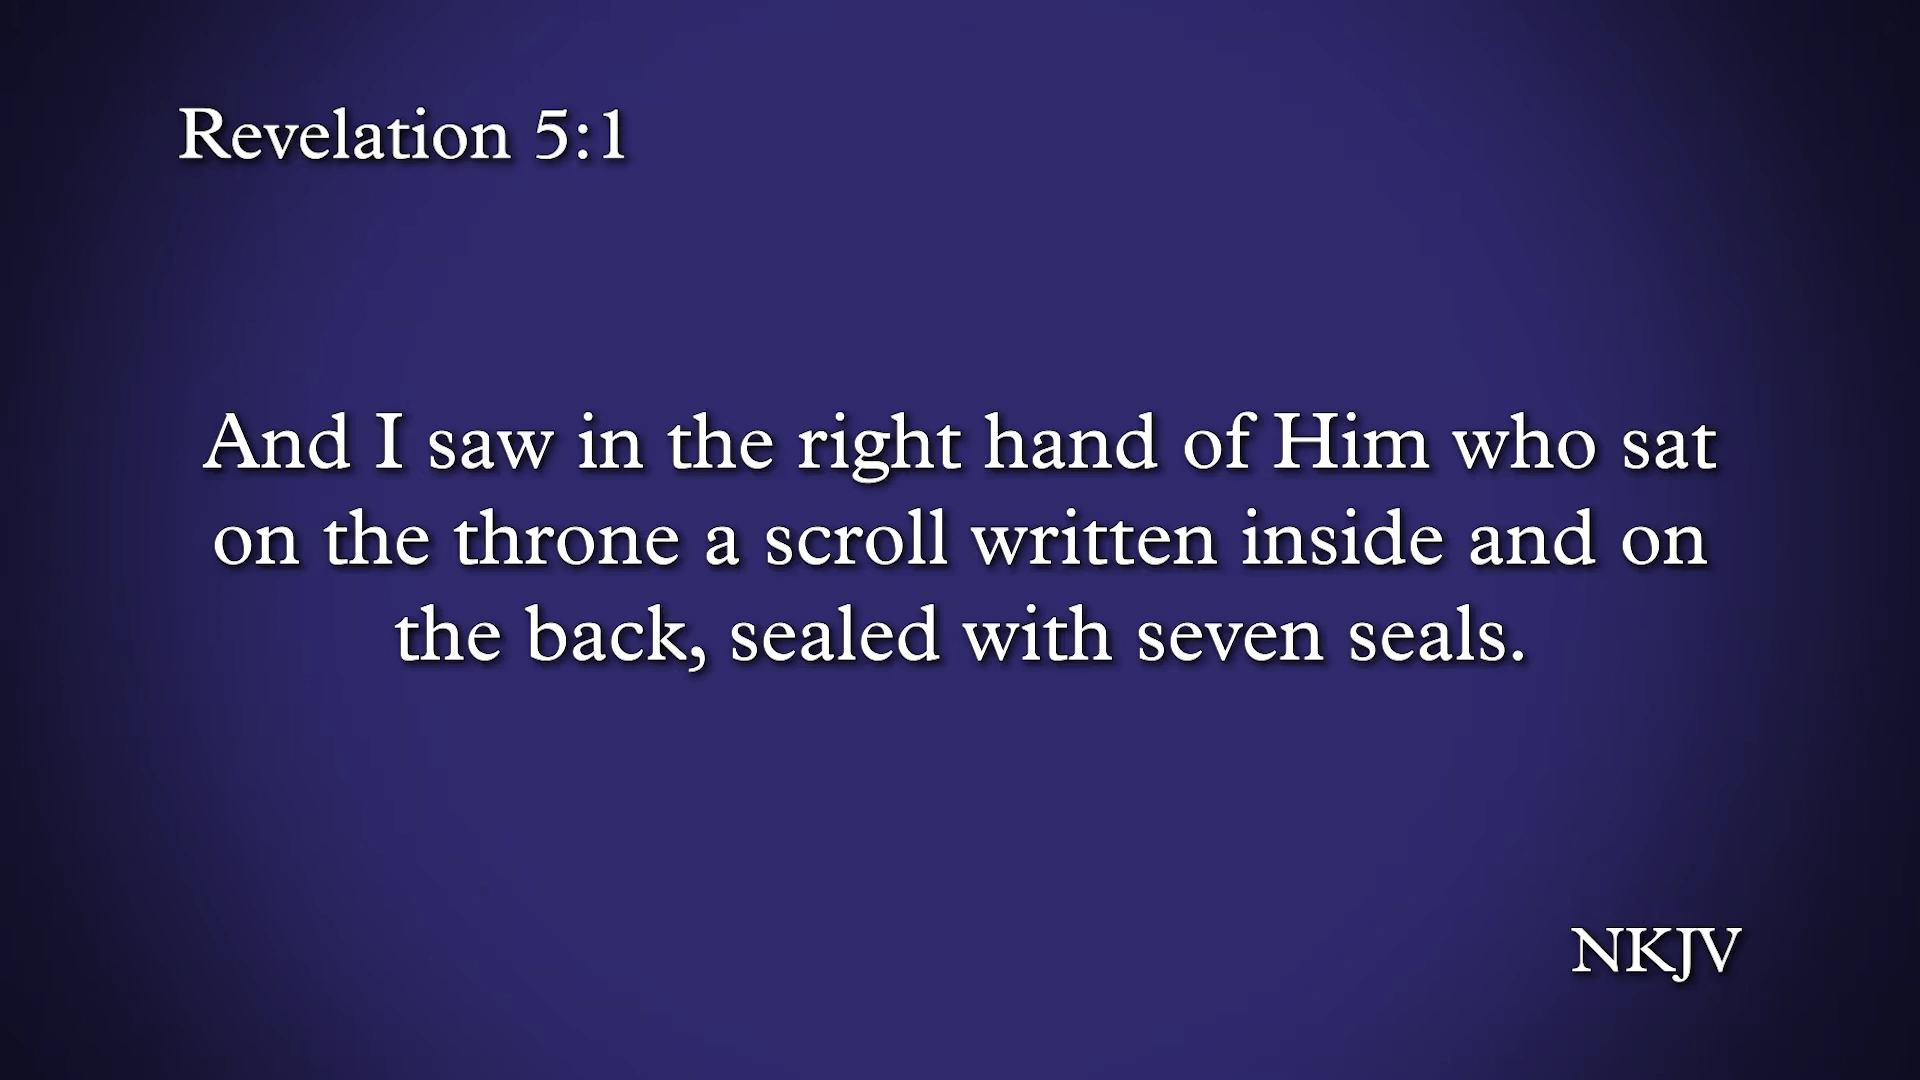 Revelation 5:1
And I saw in the right hand of Him who sat
on the throne a scroll written inside and on
the back, sealed with seven seals.
NKJV